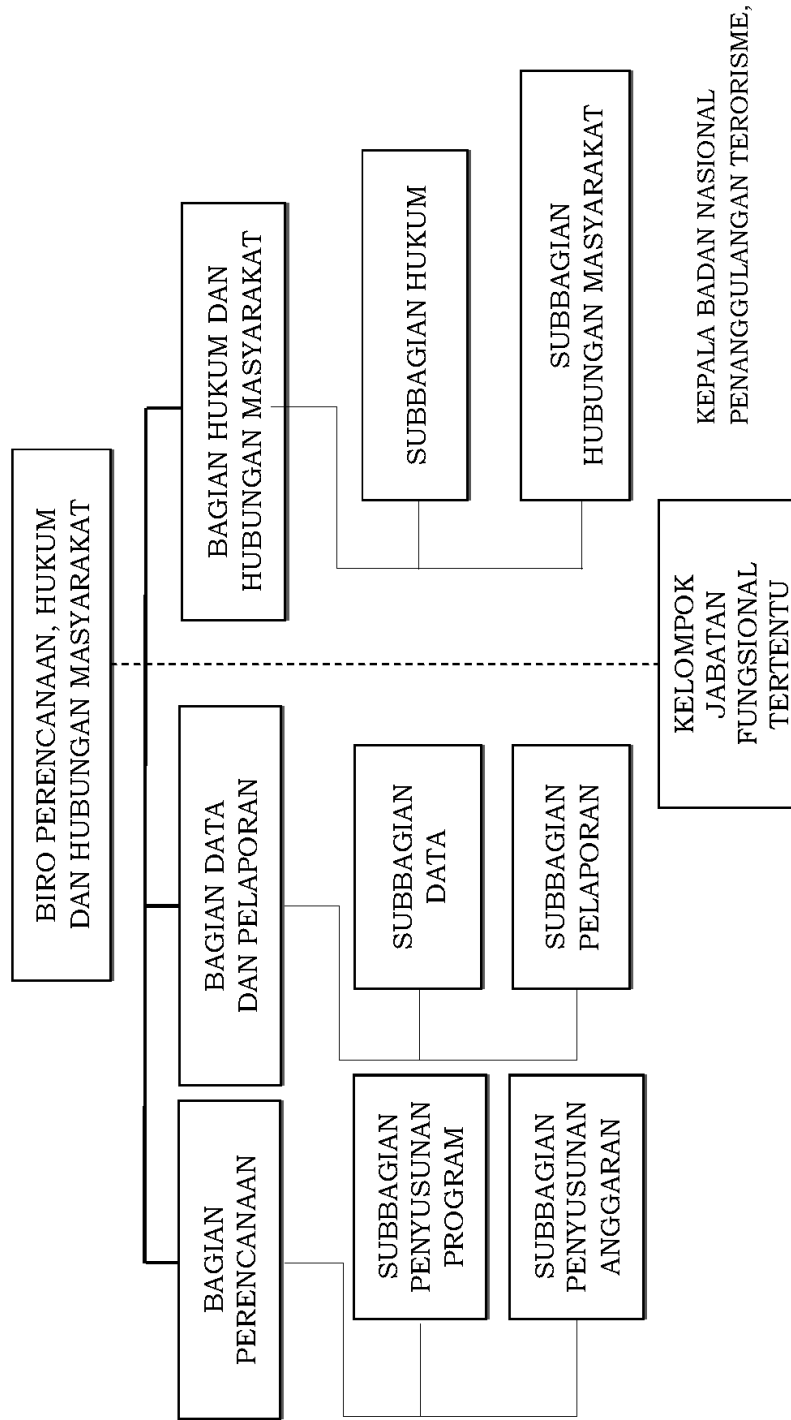 BIRO PERENCANAAN, HUKUM
DAN HUBUNGAN MASYARAKAT
BAGIAN
PERENCANAAN
BAGIAN DATA
DAN PELAPORAN
BAGIAN HUKUM DAN
HUBUNGAN MASYARAKAT
SUBBAGIAN
PENYUSUNAN
PROGRAM
SUBBAGIAN
DATA
SUBBAGIAN HUKUM
SUBBAGIAN
PENYUSUNAN
ANGGARAN
SUBBAGIAN
PELAPORAN
SUBBAGIAN
HUBUNGAN MASYARAKAT
KELOMPOK
JABATAN
FUNGSIONAL
TERTENTU
KEPALA BADAN NASIONAL
PENANGGULANGAN TERORISME,